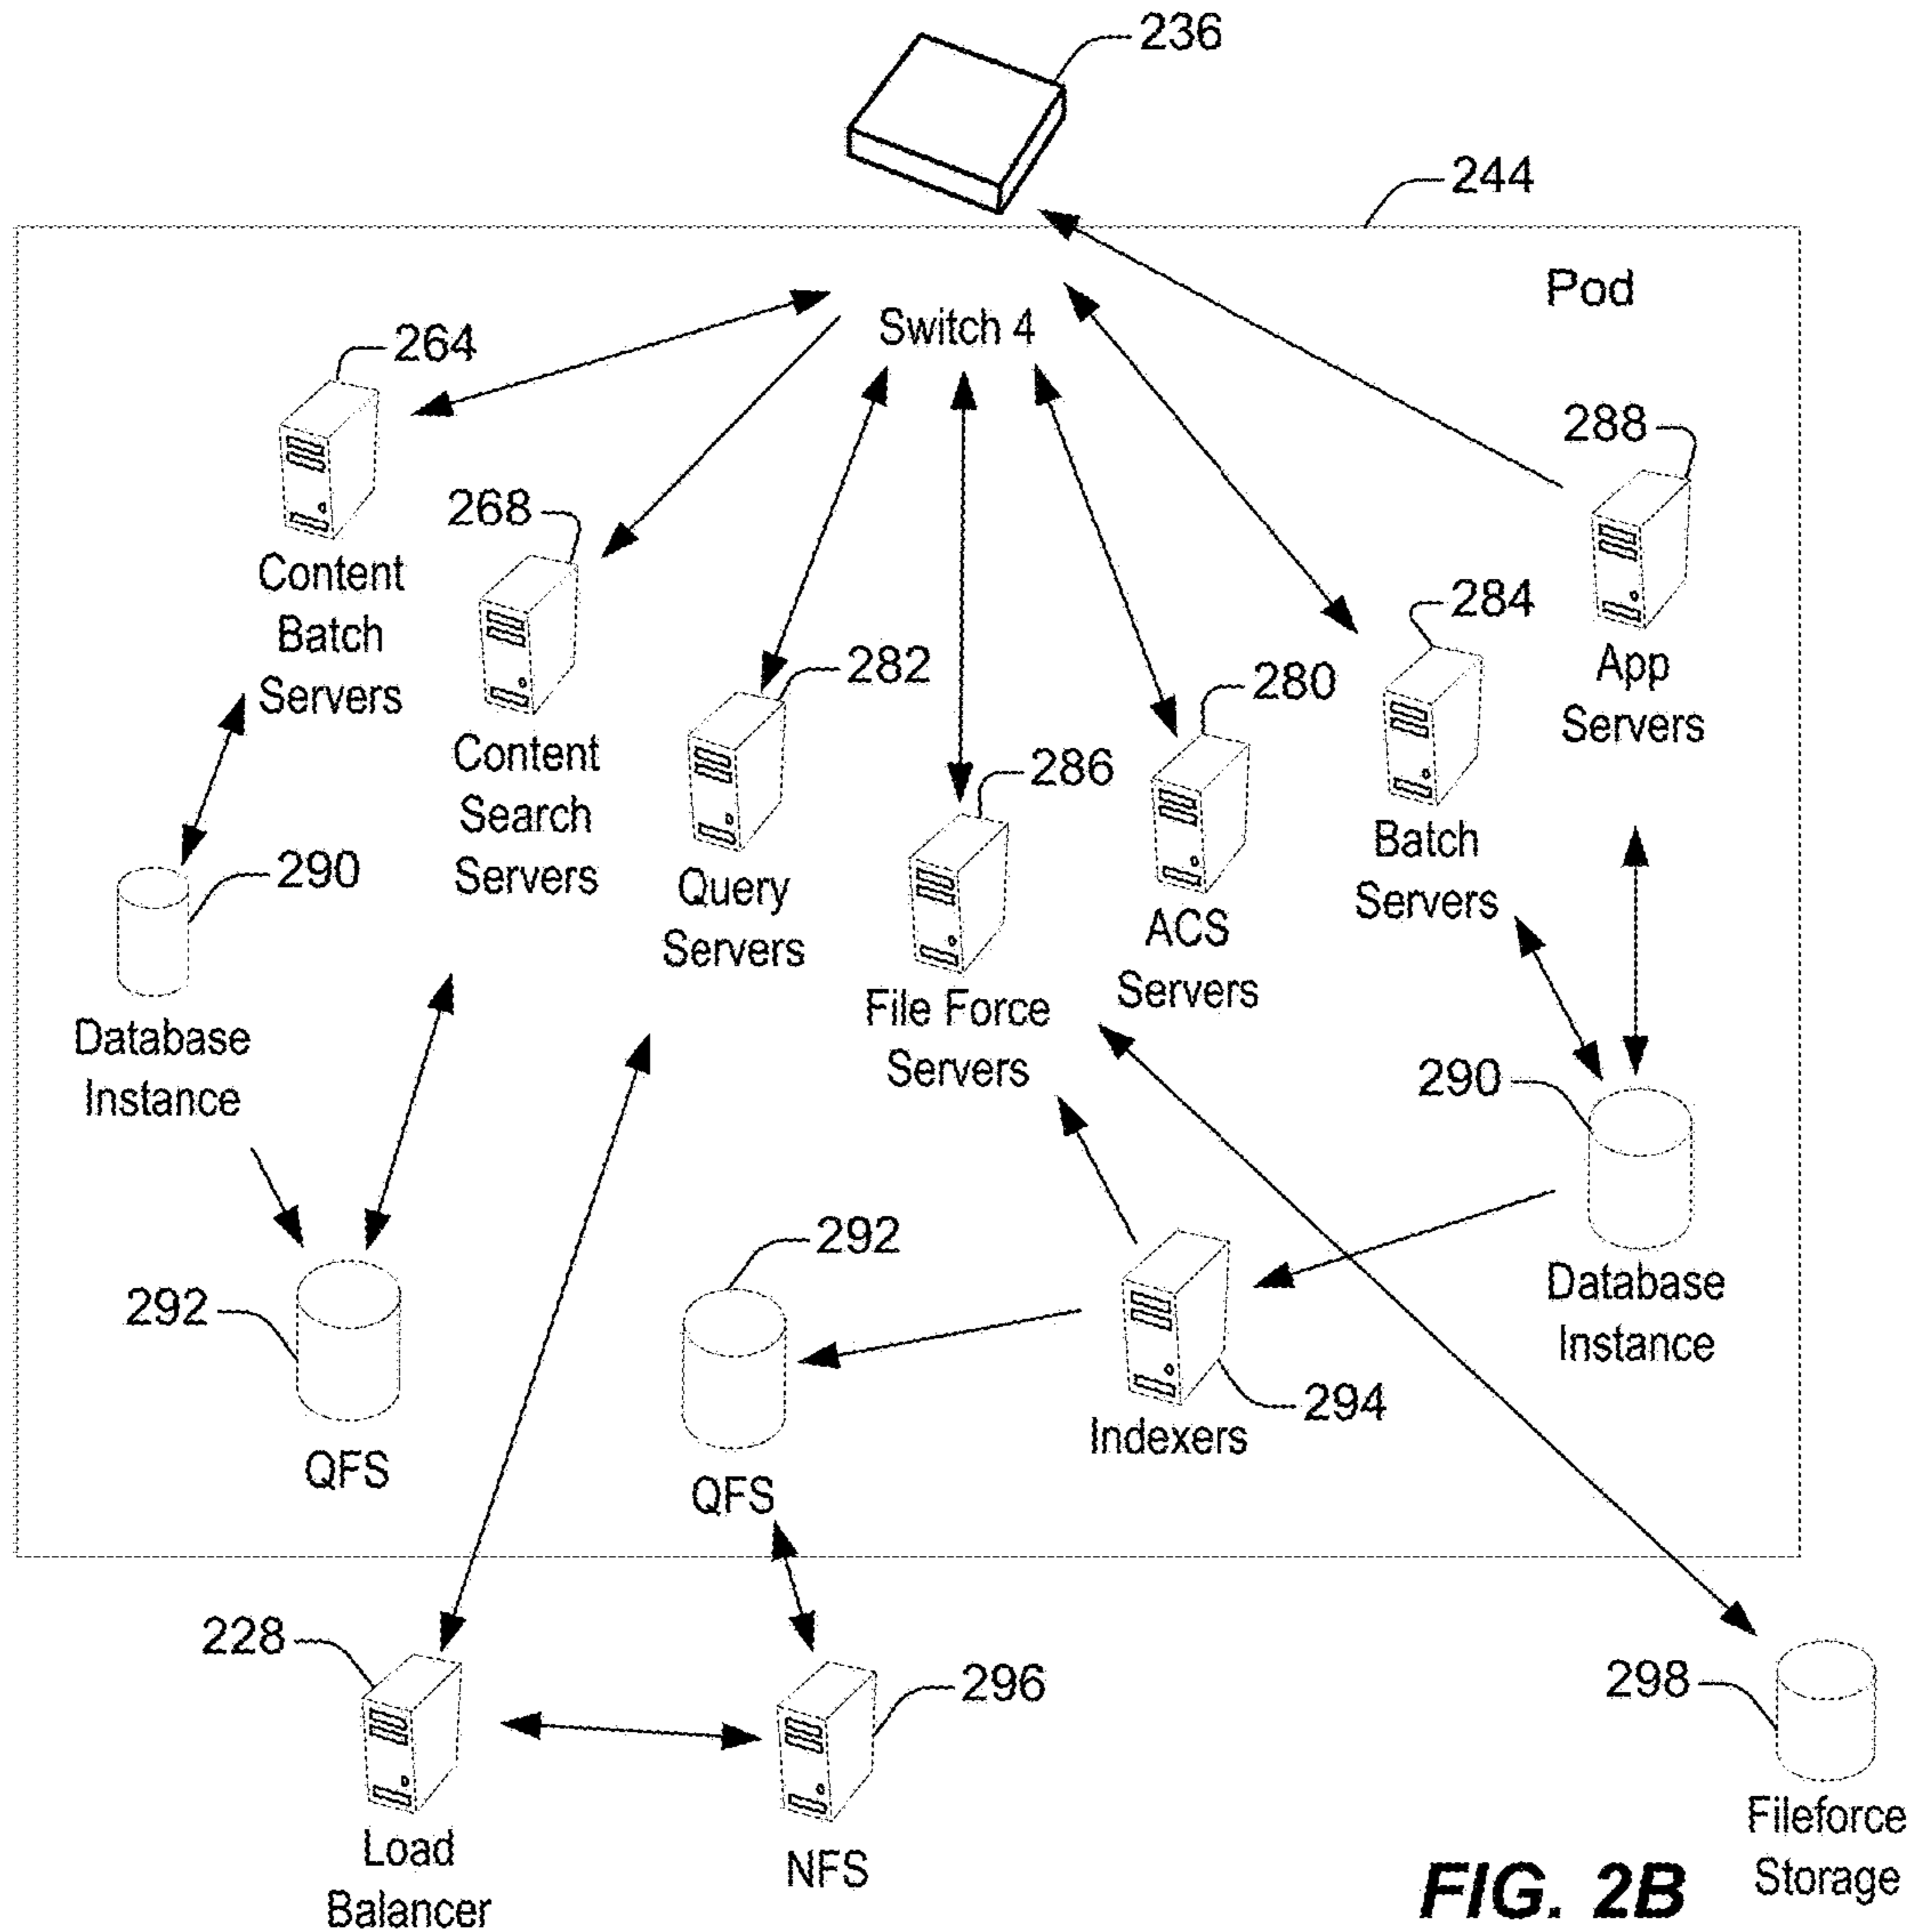 236
244
Pod
Switch 4
264
Content
Batch
Servers
268
Content
Search
Servers
282
Query
Servers
286
File Force
Servers
280
ACS
Servers
284
Batch
Servers
288
App
Servers
290
Database
Instance
290
Database
Instance
292
QFS
292
QFS
294
Indexers
228
Load
Balancer
296
NFS
298
Fileforce
Storage
FIG. 2B